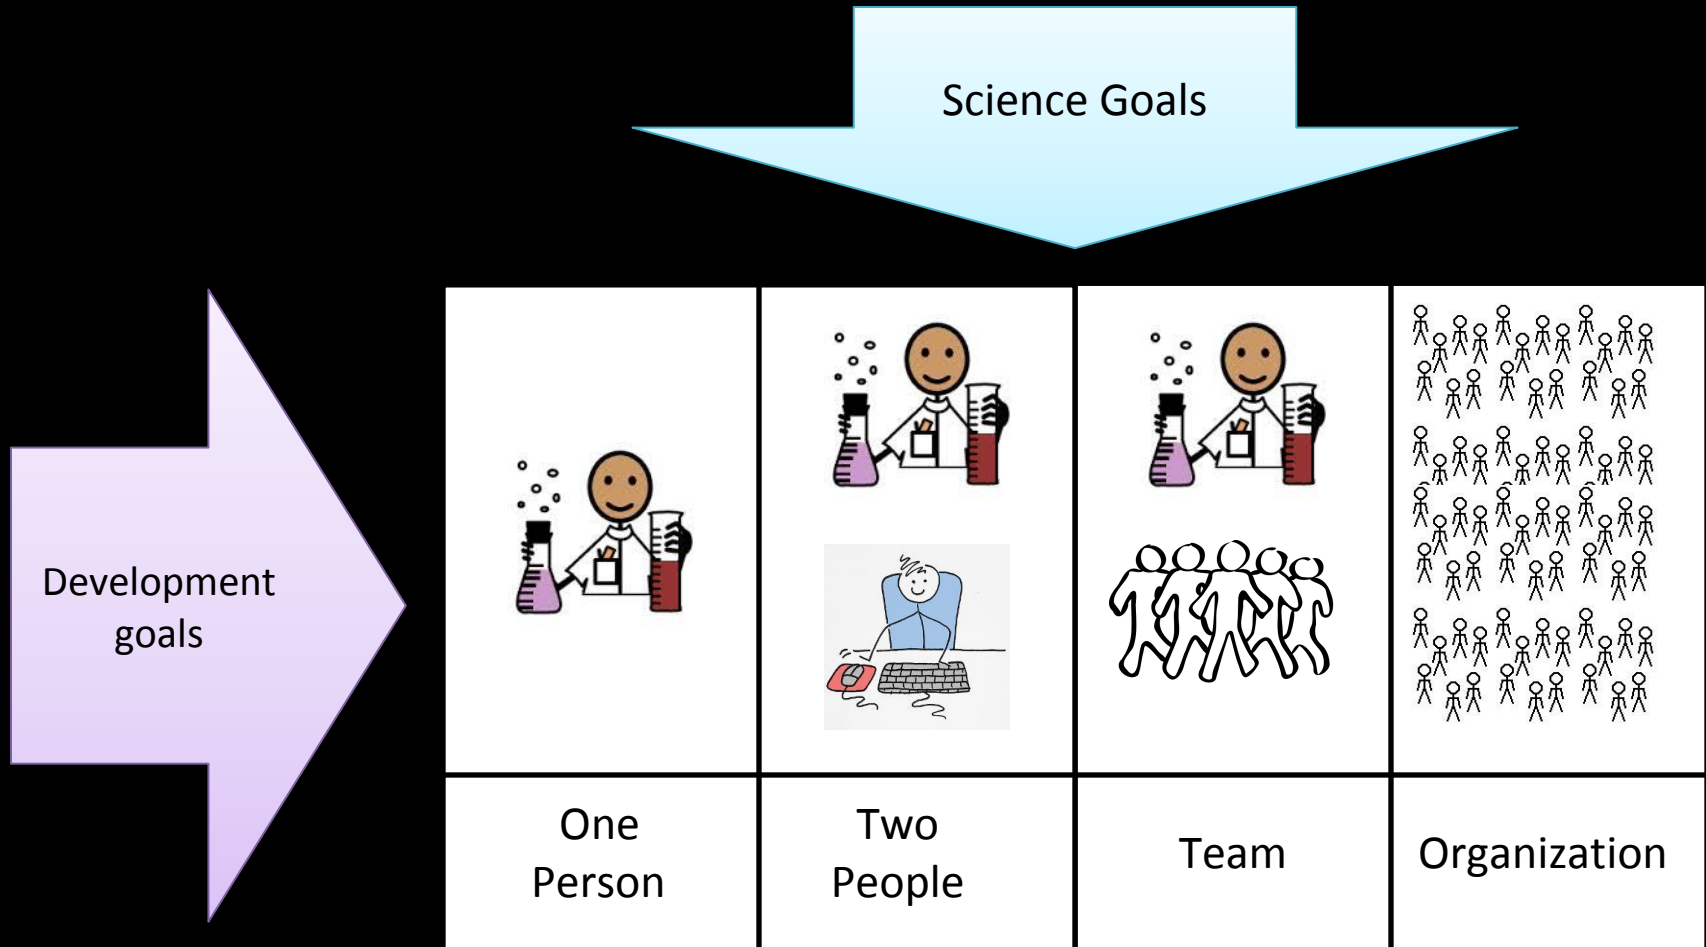 Science Goals
Development
goals
One
Person
Two
People
Team
Organization